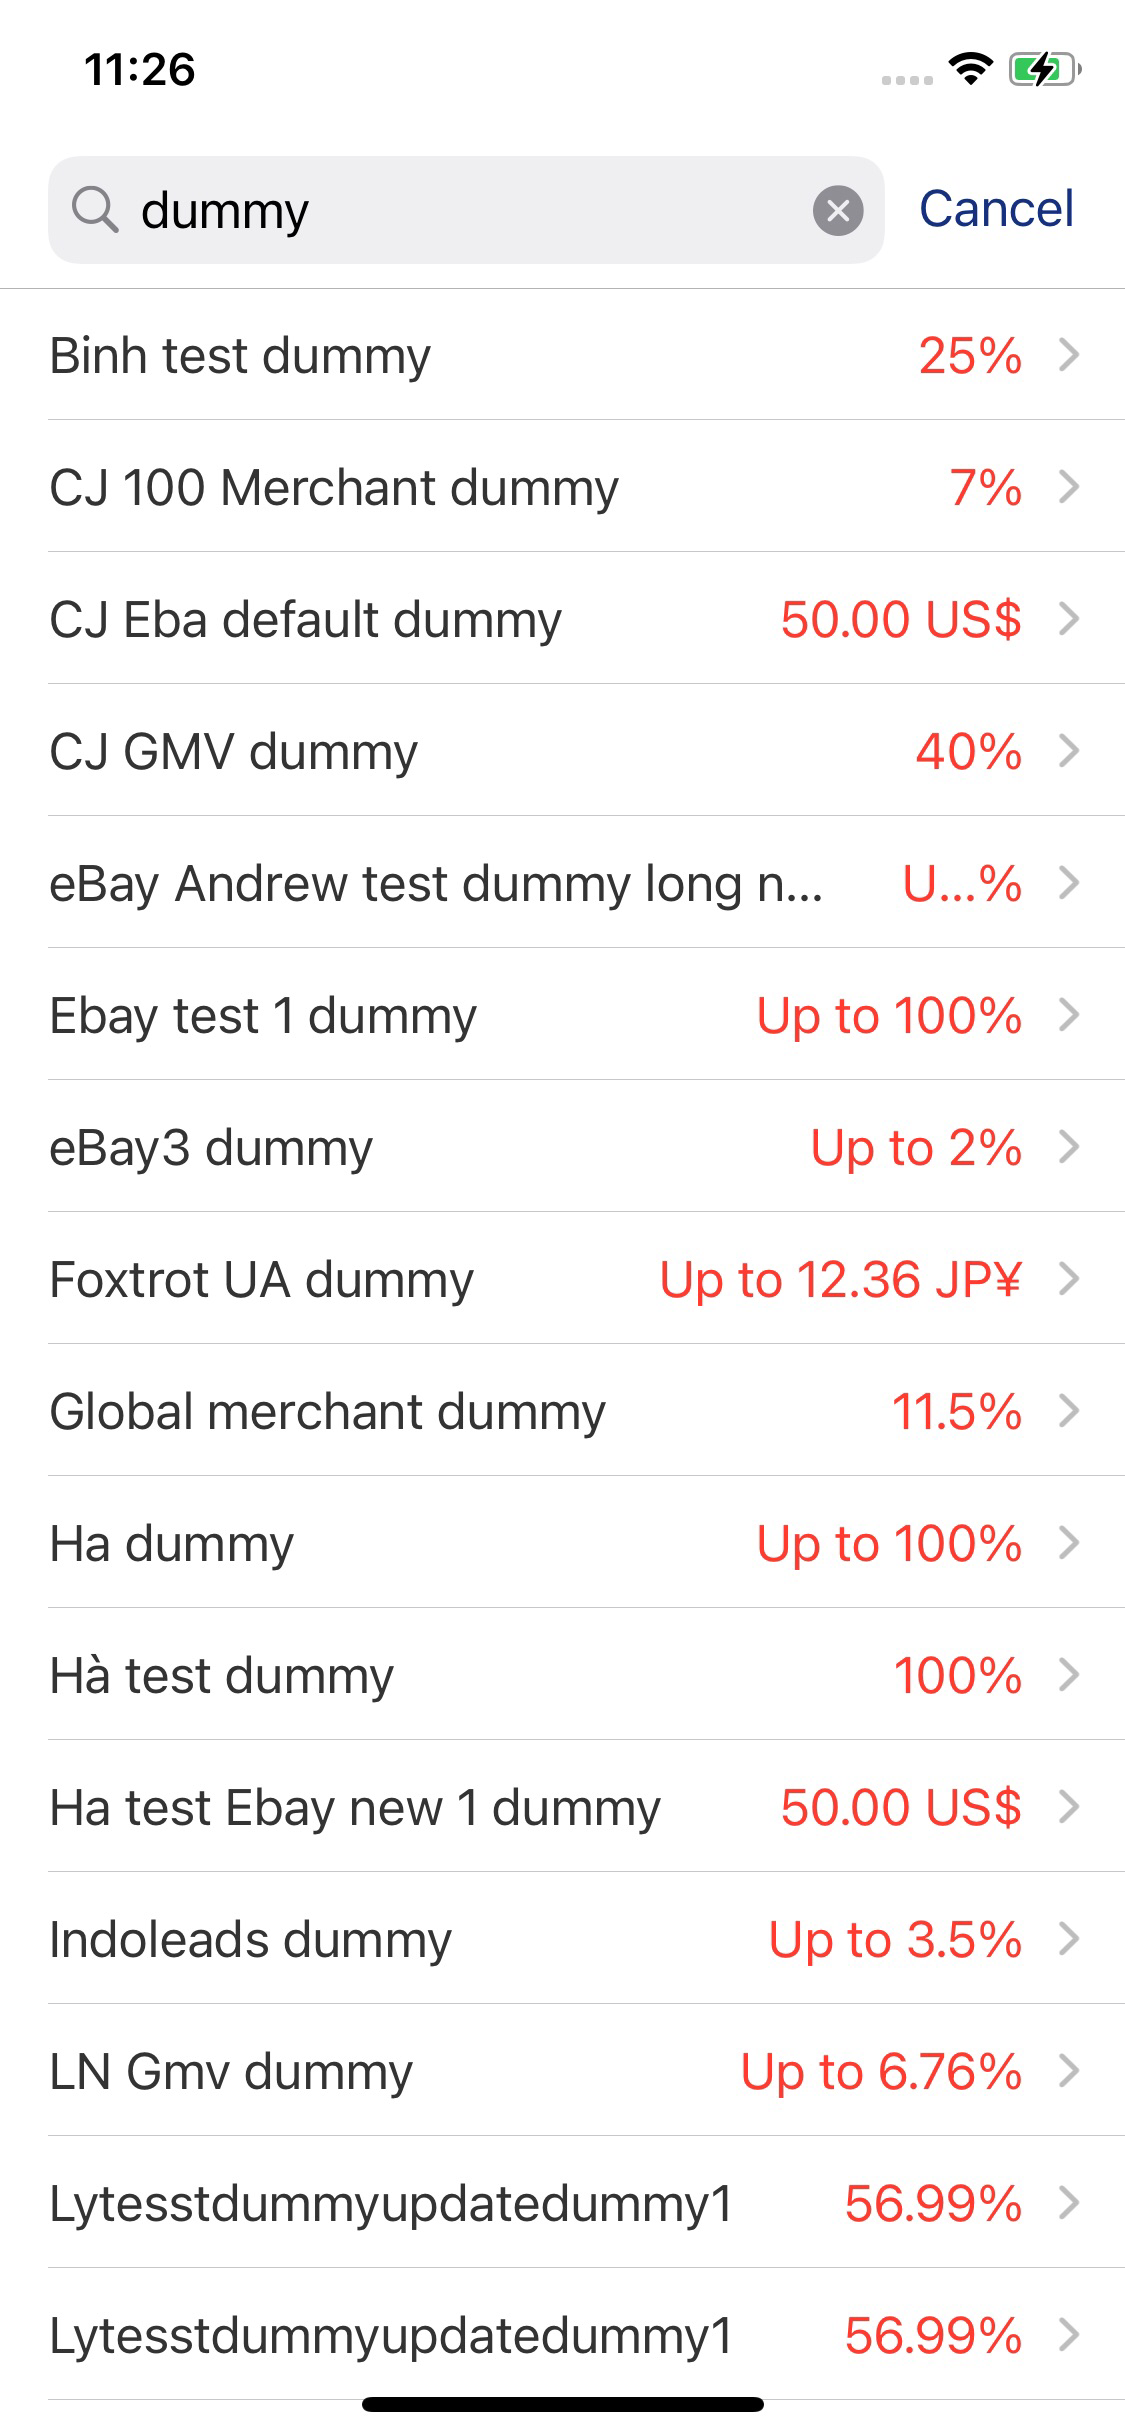 11:26
dummy
Cancel
Binh test dummy 25%
CJ 100 Merchant dummy 7%
CJ Eba default dummy 50.00 US$
CJ GMV dummy 40%
eBay Andrew test dummy long n... U...%
Ebay test 1 dummy Up to 100%
eBay3 dummy Up to 2%
Foxtrot UA dummy Up to 12.36 JP¥
Global merchant dummy 11.5%
Ha dummy Up to 100%
Hà test dummy 100%
Ha test Ebay new 1 dummy 50.00 US$
Indoleads dummy Up to 3.5%
LN Gmv dummy Up to 6.76%
Lytesstdummyupdatedummy1 56.99%
Lytesstdummyupdatedummy1 56.99%